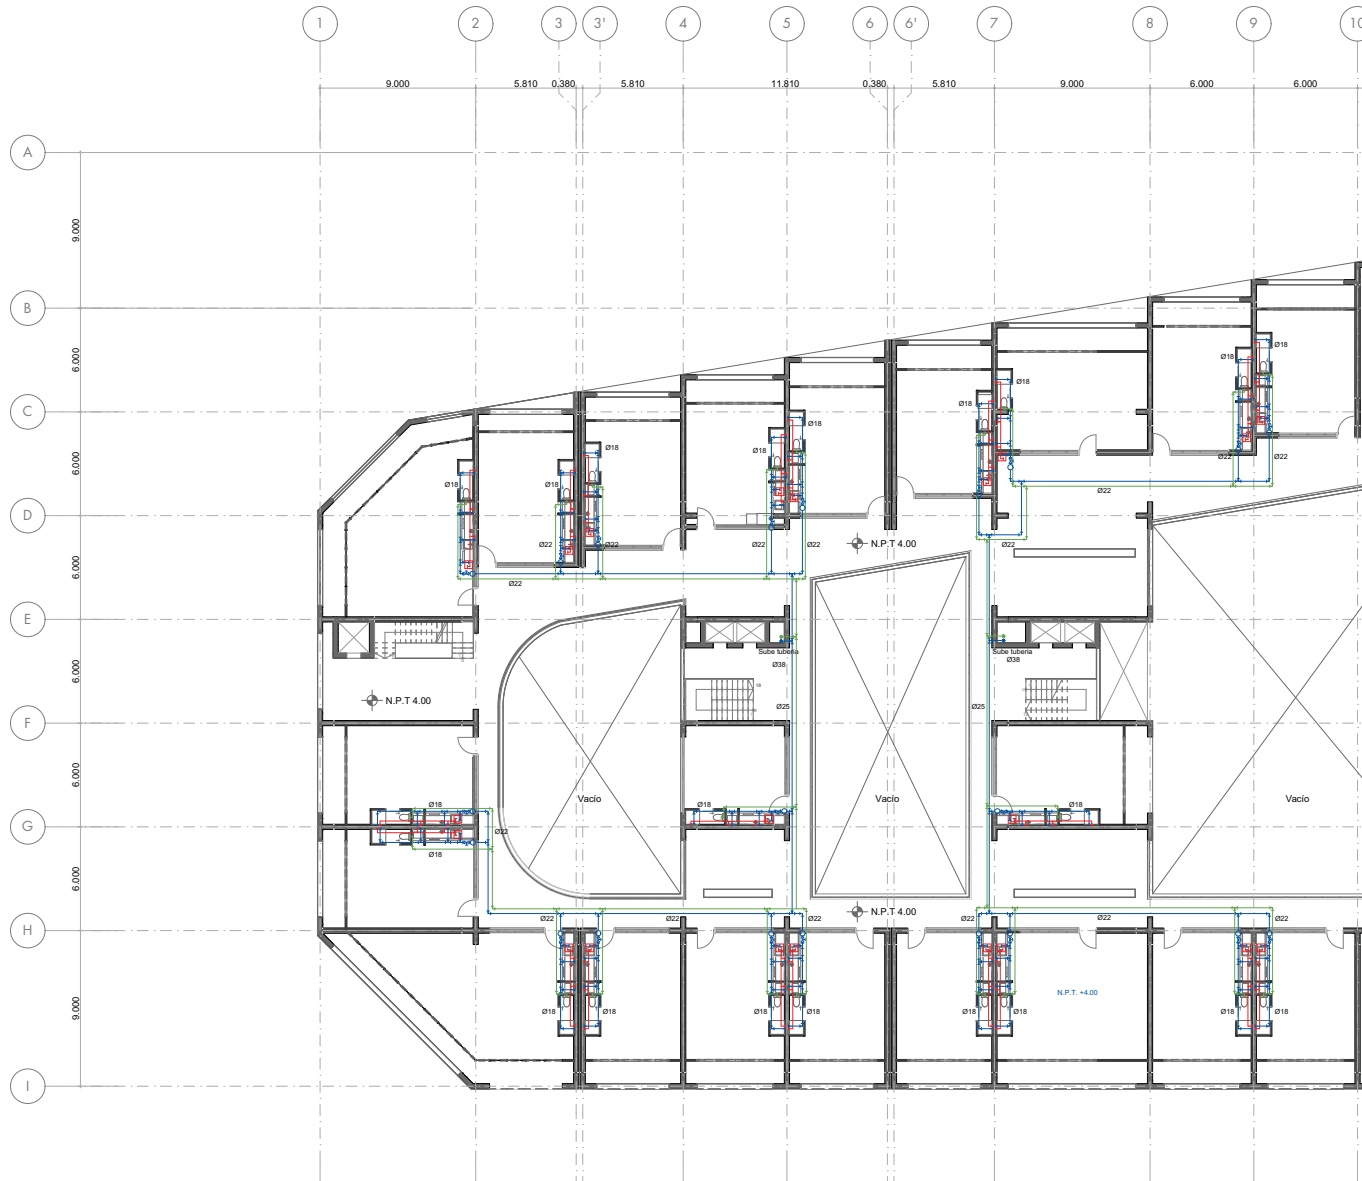 1 2 3 3' 4 5 6 6' 7 8 9 10
9.000 5.810 0.380 5.810 11.810 0.380 5.810 9.000 6.000 6.000
A
9.000
B
6.000
Ø18 Ø18
Ø18
C
Ø18 Ø18
Ø18
Ø18
6.000
Ø18 Ø18
Ø22 Ø22
Ø22
D
Ø22 Ø22 Ø22 Ø22 N.P.T 4.00 Ø22
6.000
Ø22
E
Sube tuberia Sube tuberia
Ø38 Ø38
6.000
N.P.T 4.00
Ø25 Ø25
F
6.000
Vacío Vacío Vacío
Ø18 Ø18 Ø18
G
Ø22
Ø18
6.000
N.P.T 4.00
Ø22 Ø22 Ø22 Ø22 Ø22 Ø22 Ø22
H
9.000
N.P.T. +4.00
Ø18 Ø18 Ø18 Ø18 Ø18 Ø18 Ø18 Ø18
I